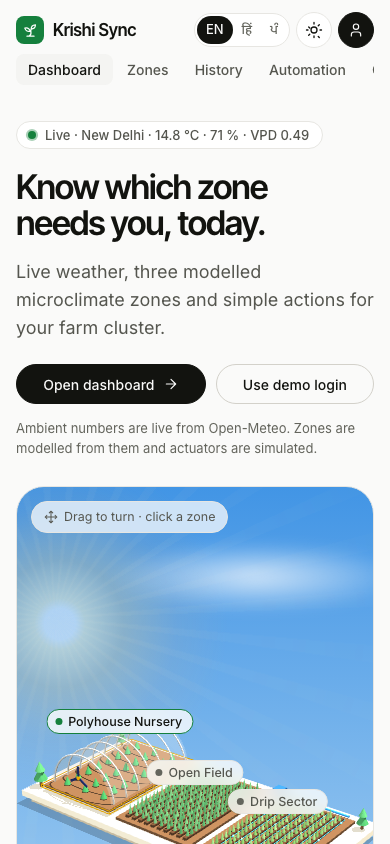 Krishi Sync
EN हिं ਪੰ
Dashboard Zones History Automation
Live · New Delhi · 14.8 °C · 71 % · VPD 0.49
Know which zone
needs you, today.
Live weather, three modelled
microclimate zones and simple actions for
your farm cluster.
Open dashboard → Use demo login
Ambient numbers are live from Open-Meteo. Zones are
modelled from them and actuators are simulated.
Drag to turn · click a zone
Polyhouse Nursery
Open Field
Drip Sector